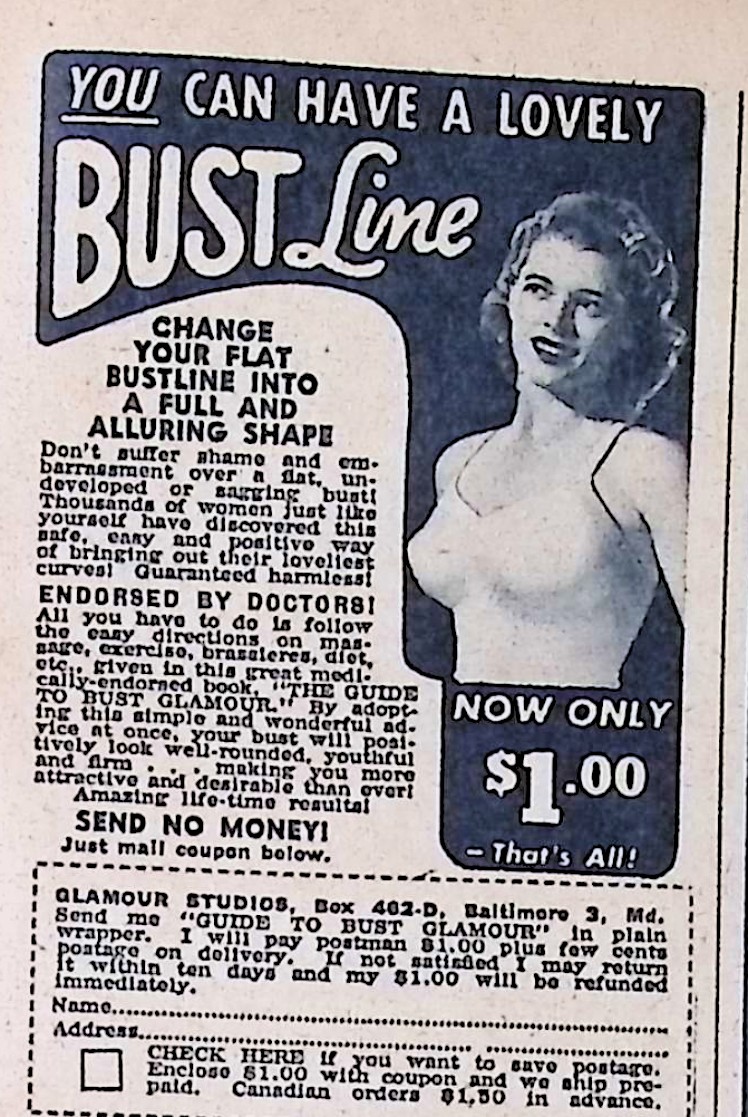 YOU CAN HAVE A LOVELY
BUST Line
CHANGE
YOUR FLAT
BUSTLINE INTO
A FULL AND
ALLURING SHAPE
Don't suffer shame and em-
barrassment over a flat, un-
developed or sagging bust!
Thousands of women just like
yourself have discovered this
safe, easy and positive way
of bringing out their loveliest
curves! Guaranteed harmless!
ENDORSED BY DOCTORS!
All you have to do is follow
the easy directions on mas-
sage, exercise, brassieres, diet,
etc., given in this great medi-
cally-endorsed book, "THE GUIDE
TO BUST GLAMOUR." By adopt-
ing this simple and wonderful ad-
vice at once, your bust will posi-
tively look well-rounded, youthful
and firm . . . making you more
attractive and desirable than ever!
Amazing life-time results!
SEND NO MONEY!
Just mail coupon below.
NOW ONLY
$1.00
– That's All!
GLAMOUR STUDIOS, Box 462-D, Baltimore 3, Md.
Send me "GUIDE TO BUST GLAMOUR" in plain
wrapper. I will pay postman $1.00 plus few cents
postage on delivery. If not satisfied I may return
it within ten days and my $1.00 will be refunded
immediately.
Name
Address
CHECK HERE if you want to save postage.
Enclose $1.00 with coupon and we ship pre-
paid. Canadian orders $1.50 in advance.